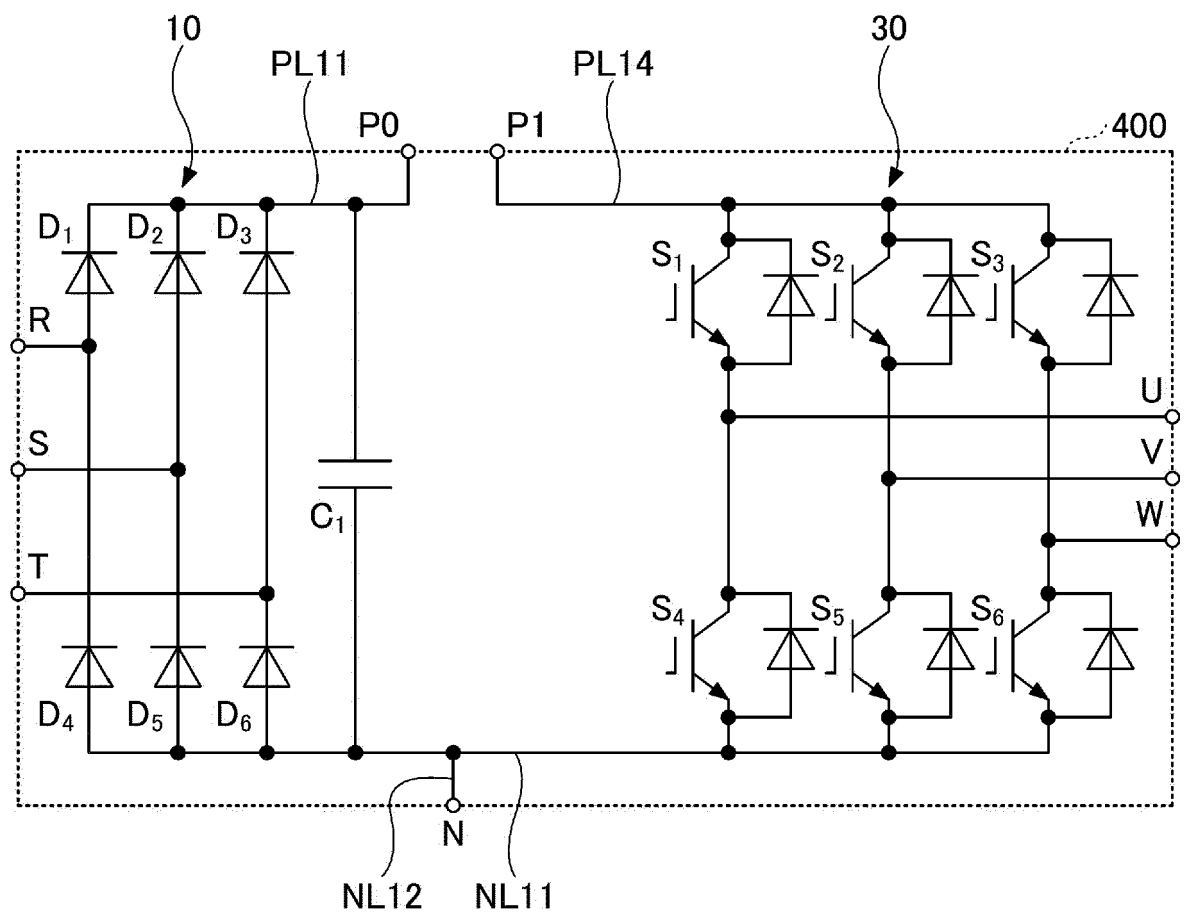 10
PL11
PL14
30
P0
P1
400
D₁
D₂
D₃
S₁
S₂
S₃
R
U
S
V
C₁
W
T
S₄
S₅
S₆
D₄
D₅
D₆
N
NL12
NL11